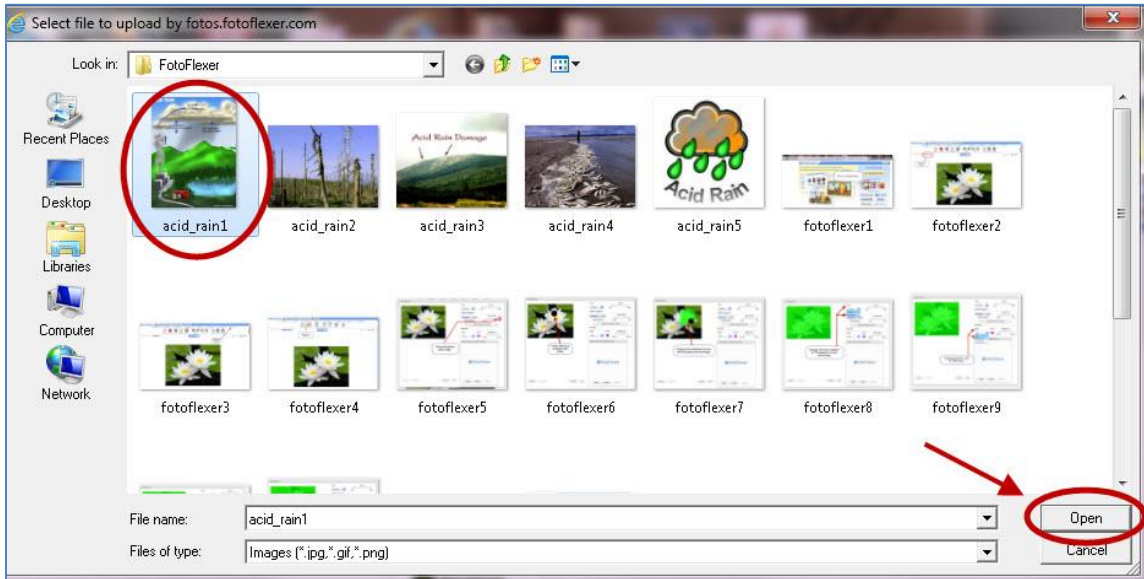 Select file to upload by fotos.fotoflexer.com
Look in:
FotoFlexer
Recent Places
Desktop
Libraries
Computer
Network
Acid Rain Damage
Acid Rain
acid_rain1
acid_rain2
acid_rain3
acid_rain4
acid_rain5
fotoflexer1
fotoflexer2
fotoflexer3
fotoflexer4
fotoflexer5
fotoflexer6
fotoflexer7
fotoflexer8
fotoflexer9
File name:
acid_rain1
Open
Files of type:
Images (*.jpg,*.gif,*.png)
Cancel